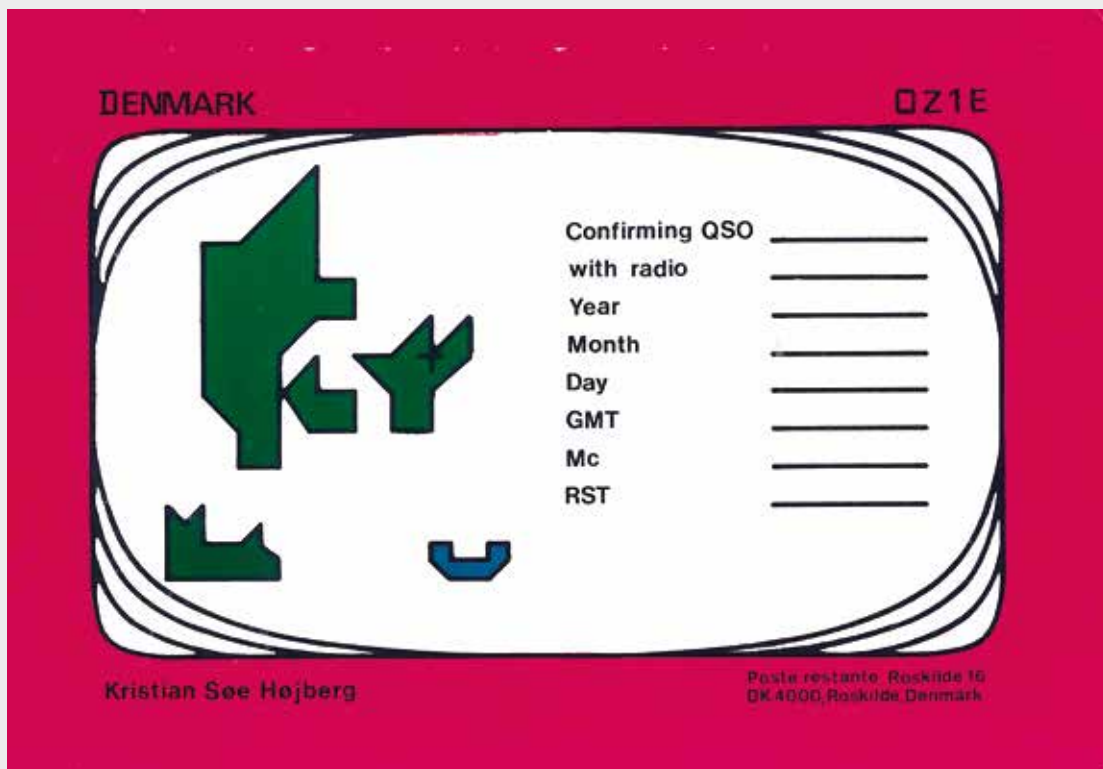 DENMARK
OZ1E
Confirming QSO
with radio
Year
Month
Day
GMT
Mc
RST
Kristian Søe Højberg
Poste restante, Roskilde 16
DK 4000, Roskilde, Denmark